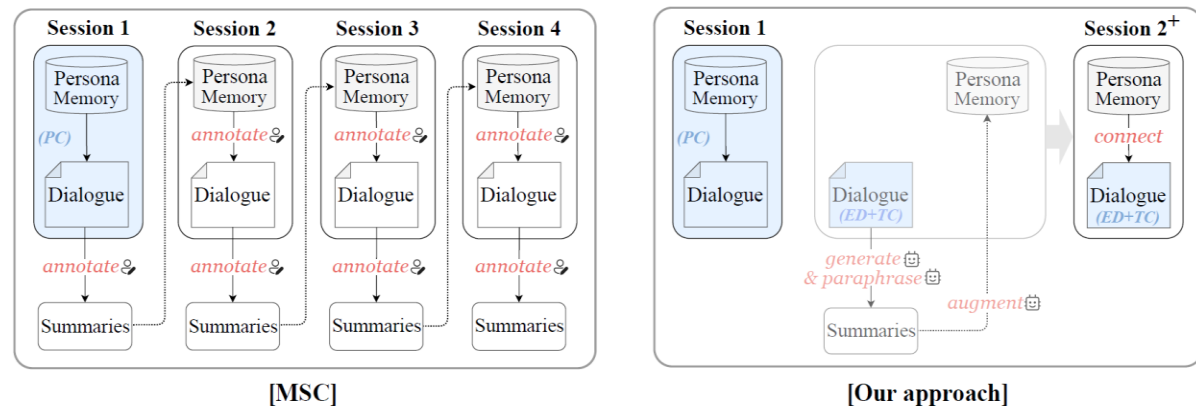 Session 1
Session 2
Session 3
Session 4
Persona
Memory
Persona
Memory
Persona
Memory
Persona
Memory
(PC)
annotate
annotate
annotate
Dialogue
Dialogue
Dialogue
Dialogue
annotate
annotate
annotate
annotate
Summaries
Summaries
Summaries
Summaries
[MSC]
Session 1
Session 2+
Persona
Memory
Persona
Memory
Persona
Memory
(PC)
connect
Dialogue
Dialogue
(ED+TC)
Dialogue
(ED+TC)
generate
& paraphrase
augment
Summaries
[Our approach]